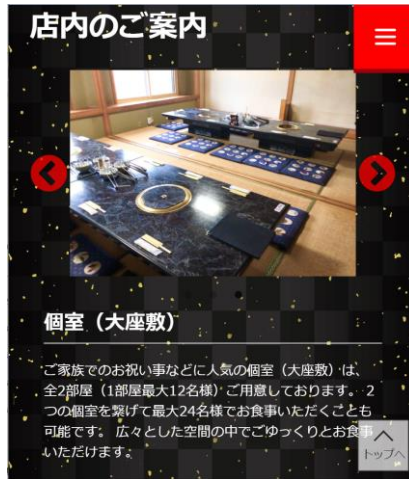 店内のご案内
個室（大座敷）
ご家族でのお祝い事などに人気の個室（大座敷）は、
全2部屋（1部屋最大12名様）ご用意しております。 2
つの個室を繋げて最大24名様でお食事いただくことも
可能です。 広々とした空間の中でごゆっくりとお食事
いただけます。
トップへ